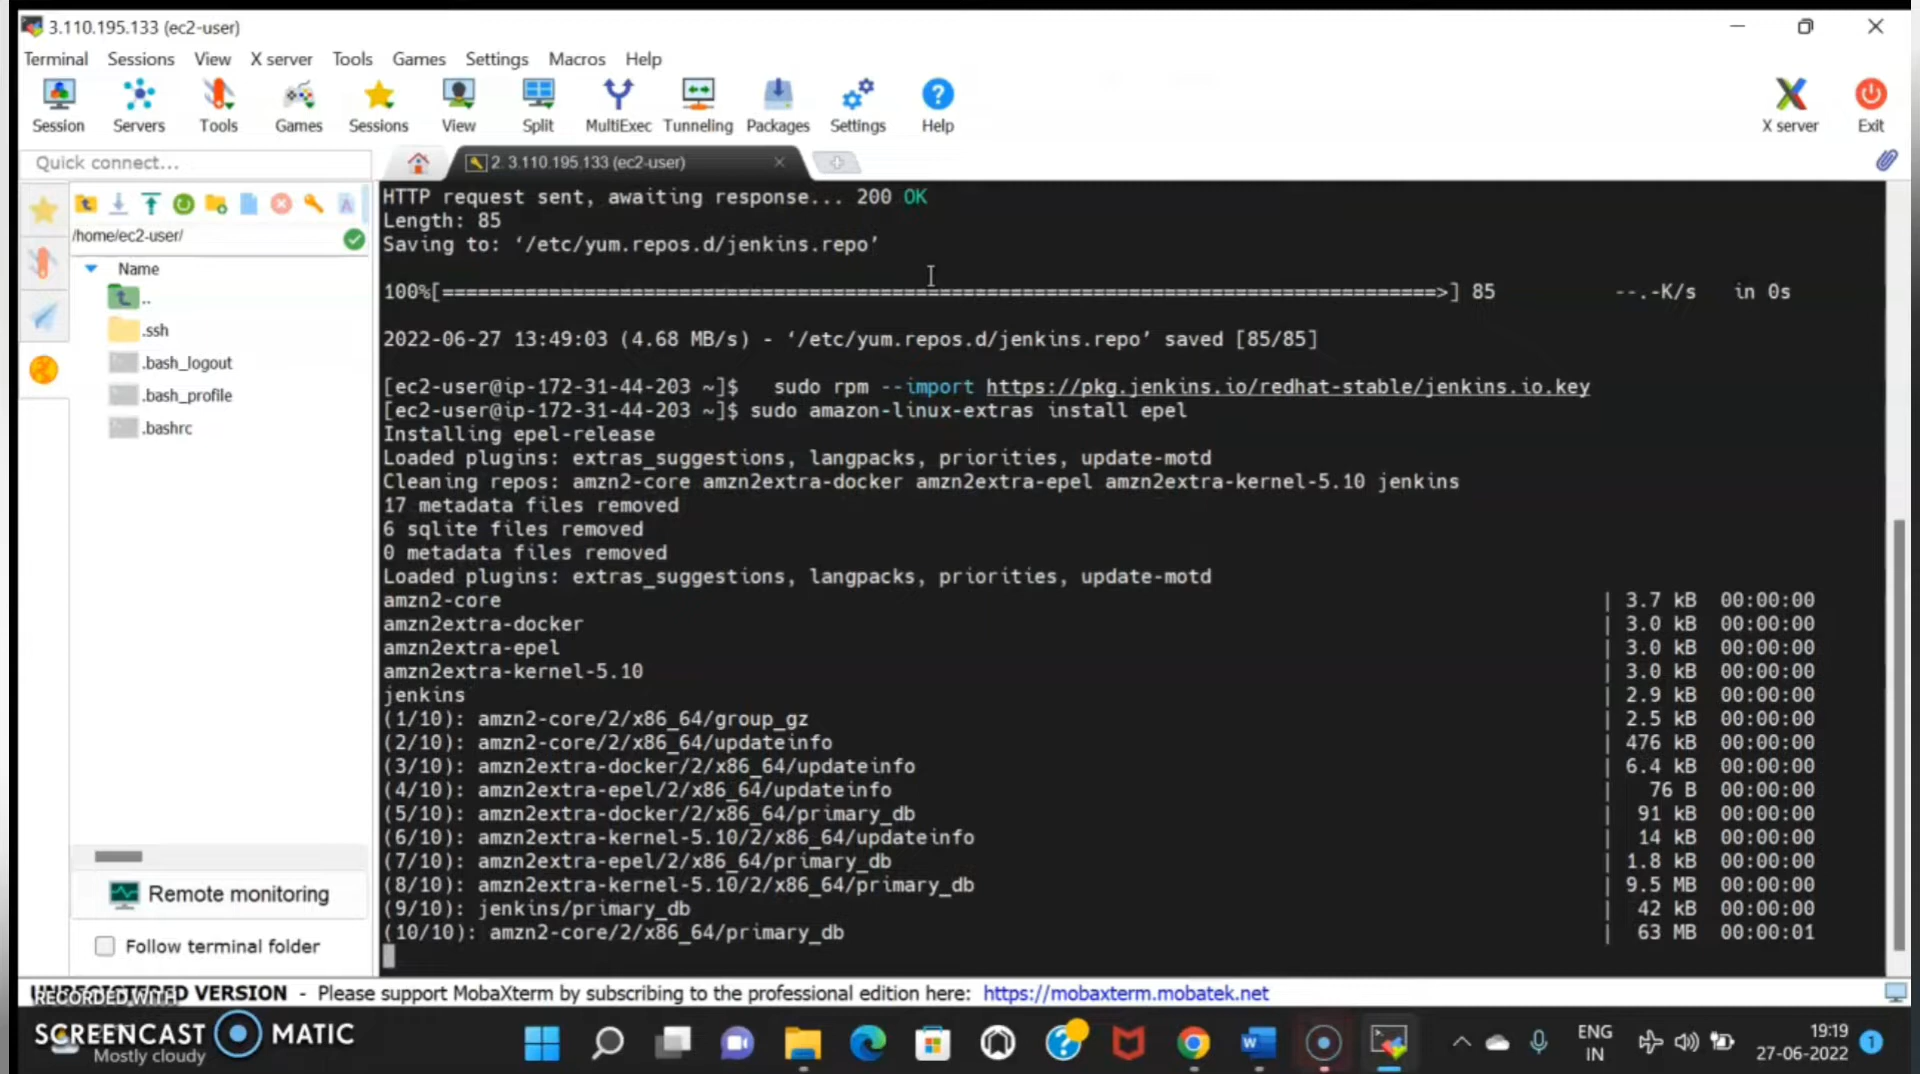 3.110.195.133 (ec2-user)
Terminal Sessions View X server Tools Games Settings Macros Help
Session Servers Tools Games Sessions View Split MultiExec Tunneling Packages Settings Help X server Exit
Quick connect...
2. 3.110.195.133 (ec2-user)
/home/ec2-user/
Name
..
.ssh
.bash_logout
.bash_profile
.bashrc
Remote monitoring
Follow terminal folder
HTTP request sent, awaiting response... 200 OK
Length: 85
Saving to: ‘/etc/yum.repos.d/jenkins.repo’
100%[====================================================================================>] 85 --.-K/s in 0s
2022-06-27 13:49:03 (4.68 MB/s) - ‘/etc/yum.repos.d/jenkins.repo’ saved [85/85]
[ec2-user@ip-172-31-44-203 ~]$ sudo rpm --import https://pkg.jenkins.io/redhat-stable/jenkins.io.key
[ec2-user@ip-172-31-44-203 ~]$ sudo amazon-linux-extras install epel
Installing epel-release
Loaded plugins: extras_suggestions, langpacks, priorities, update-motd
Cleaning repos: amzn2-core amzn2extra-docker amzn2extra-epel amzn2extra-kernel-5.10 jenkins
17 metadata files removed
6 sqlite files removed
0 metadata files removed
Loaded plugins: extras_suggestions, langpacks, priorities, update-motd
amzn2-core | 3.7 kB 00:00:00
amzn2extra-docker | 3.0 kB 00:00:00
amzn2extra-epel | 3.0 kB 00:00:00
amzn2extra-kernel-5.10 | 3.0 kB 00:00:00
jenkins | 2.9 kB 00:00:00
(1/10): amzn2-core/2/x86_64/group_gz | 2.5 kB 00:00:00
(2/10): amzn2-core/2/x86_64/updateinfo | 476 kB 00:00:00
(3/10): amzn2extra-docker/2/x86_64/updateinfo | 6.4 kB 00:00:00
(4/10): amzn2extra-epel/2/x86_64/updateinfo | 76 B 00:00:00
(5/10): amzn2extra-docker/2/x86_64/primary_db | 91 kB 00:00:00
(6/10): amzn2extra-kernel-5.10/2/x86_64/updateinfo | 14 kB 00:00:00
(7/10): amzn2extra-epel/2/x86_64/primary_db | 1.8 kB 00:00:00
(8/10): amzn2extra-kernel-5.10/2/x86_64/primary_db | 9.5 MB 00:00:00
(9/10): jenkins/primary_db | 42 kB 00:00:00
(10/10): amzn2-core/2/x86_64/primary_db | 63 MB 00:00:01
UNREGISTERED VERSION - Please support MobaXterm by subscribing to the professional edition here: https://mobaxterm.mobatek.net
RECORDED WITH
SCREENCAST MATIC
Mostly cloudy
ENG
IN
19:19
27-06-2022
1